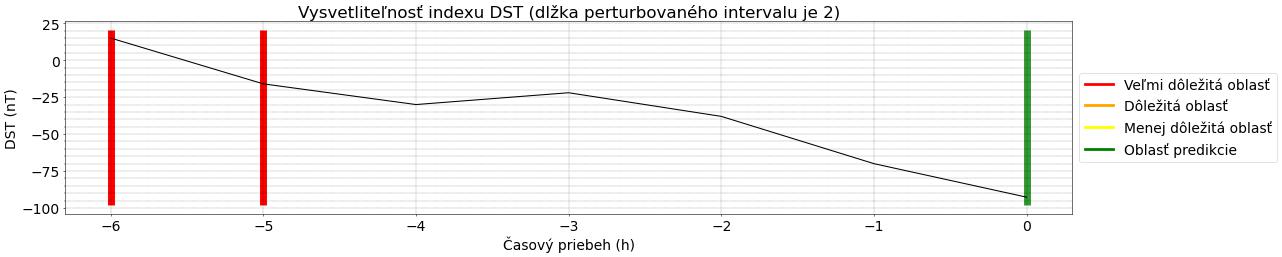 Vysvetliteľnosť indexu DST (dlžka perturbovaného intervalu je 2)
DST (nT)
25
0
−25
−50
−75
−100
−6 −5 −4 −3 −2 −1 0
Časový priebeh (h)
Veľmi dôležitá oblasť
Dôležitá oblasť
Menej dôležitá oblasť
Oblasť predikcie